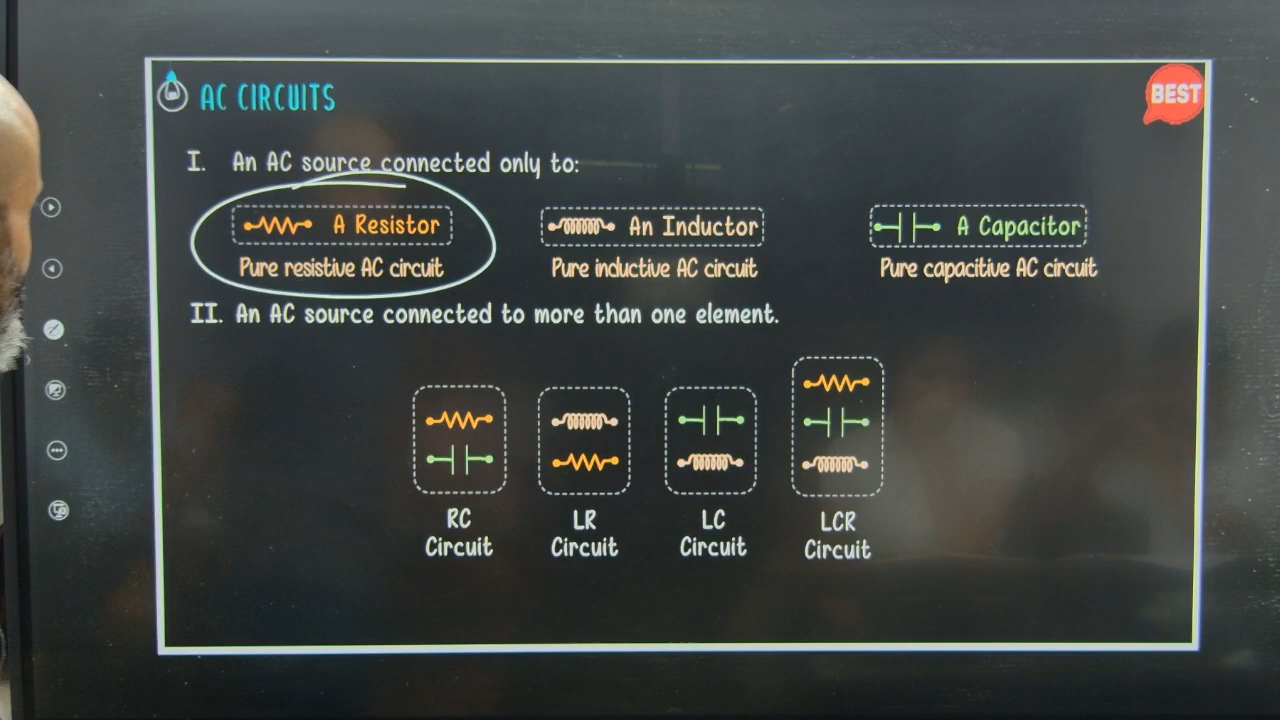 AC CIRCUITS
BEST
I. An AC source connected only to:
A Resistor
An Inductor
A Capacitor
Pure resistive AC circuit
Pure inductive AC circuit
Pure capacitive AC circuit
II. An AC source connected to more than one element.
RC
Circuit
LR
Circuit
LC
Circuit
LCR
Circuit